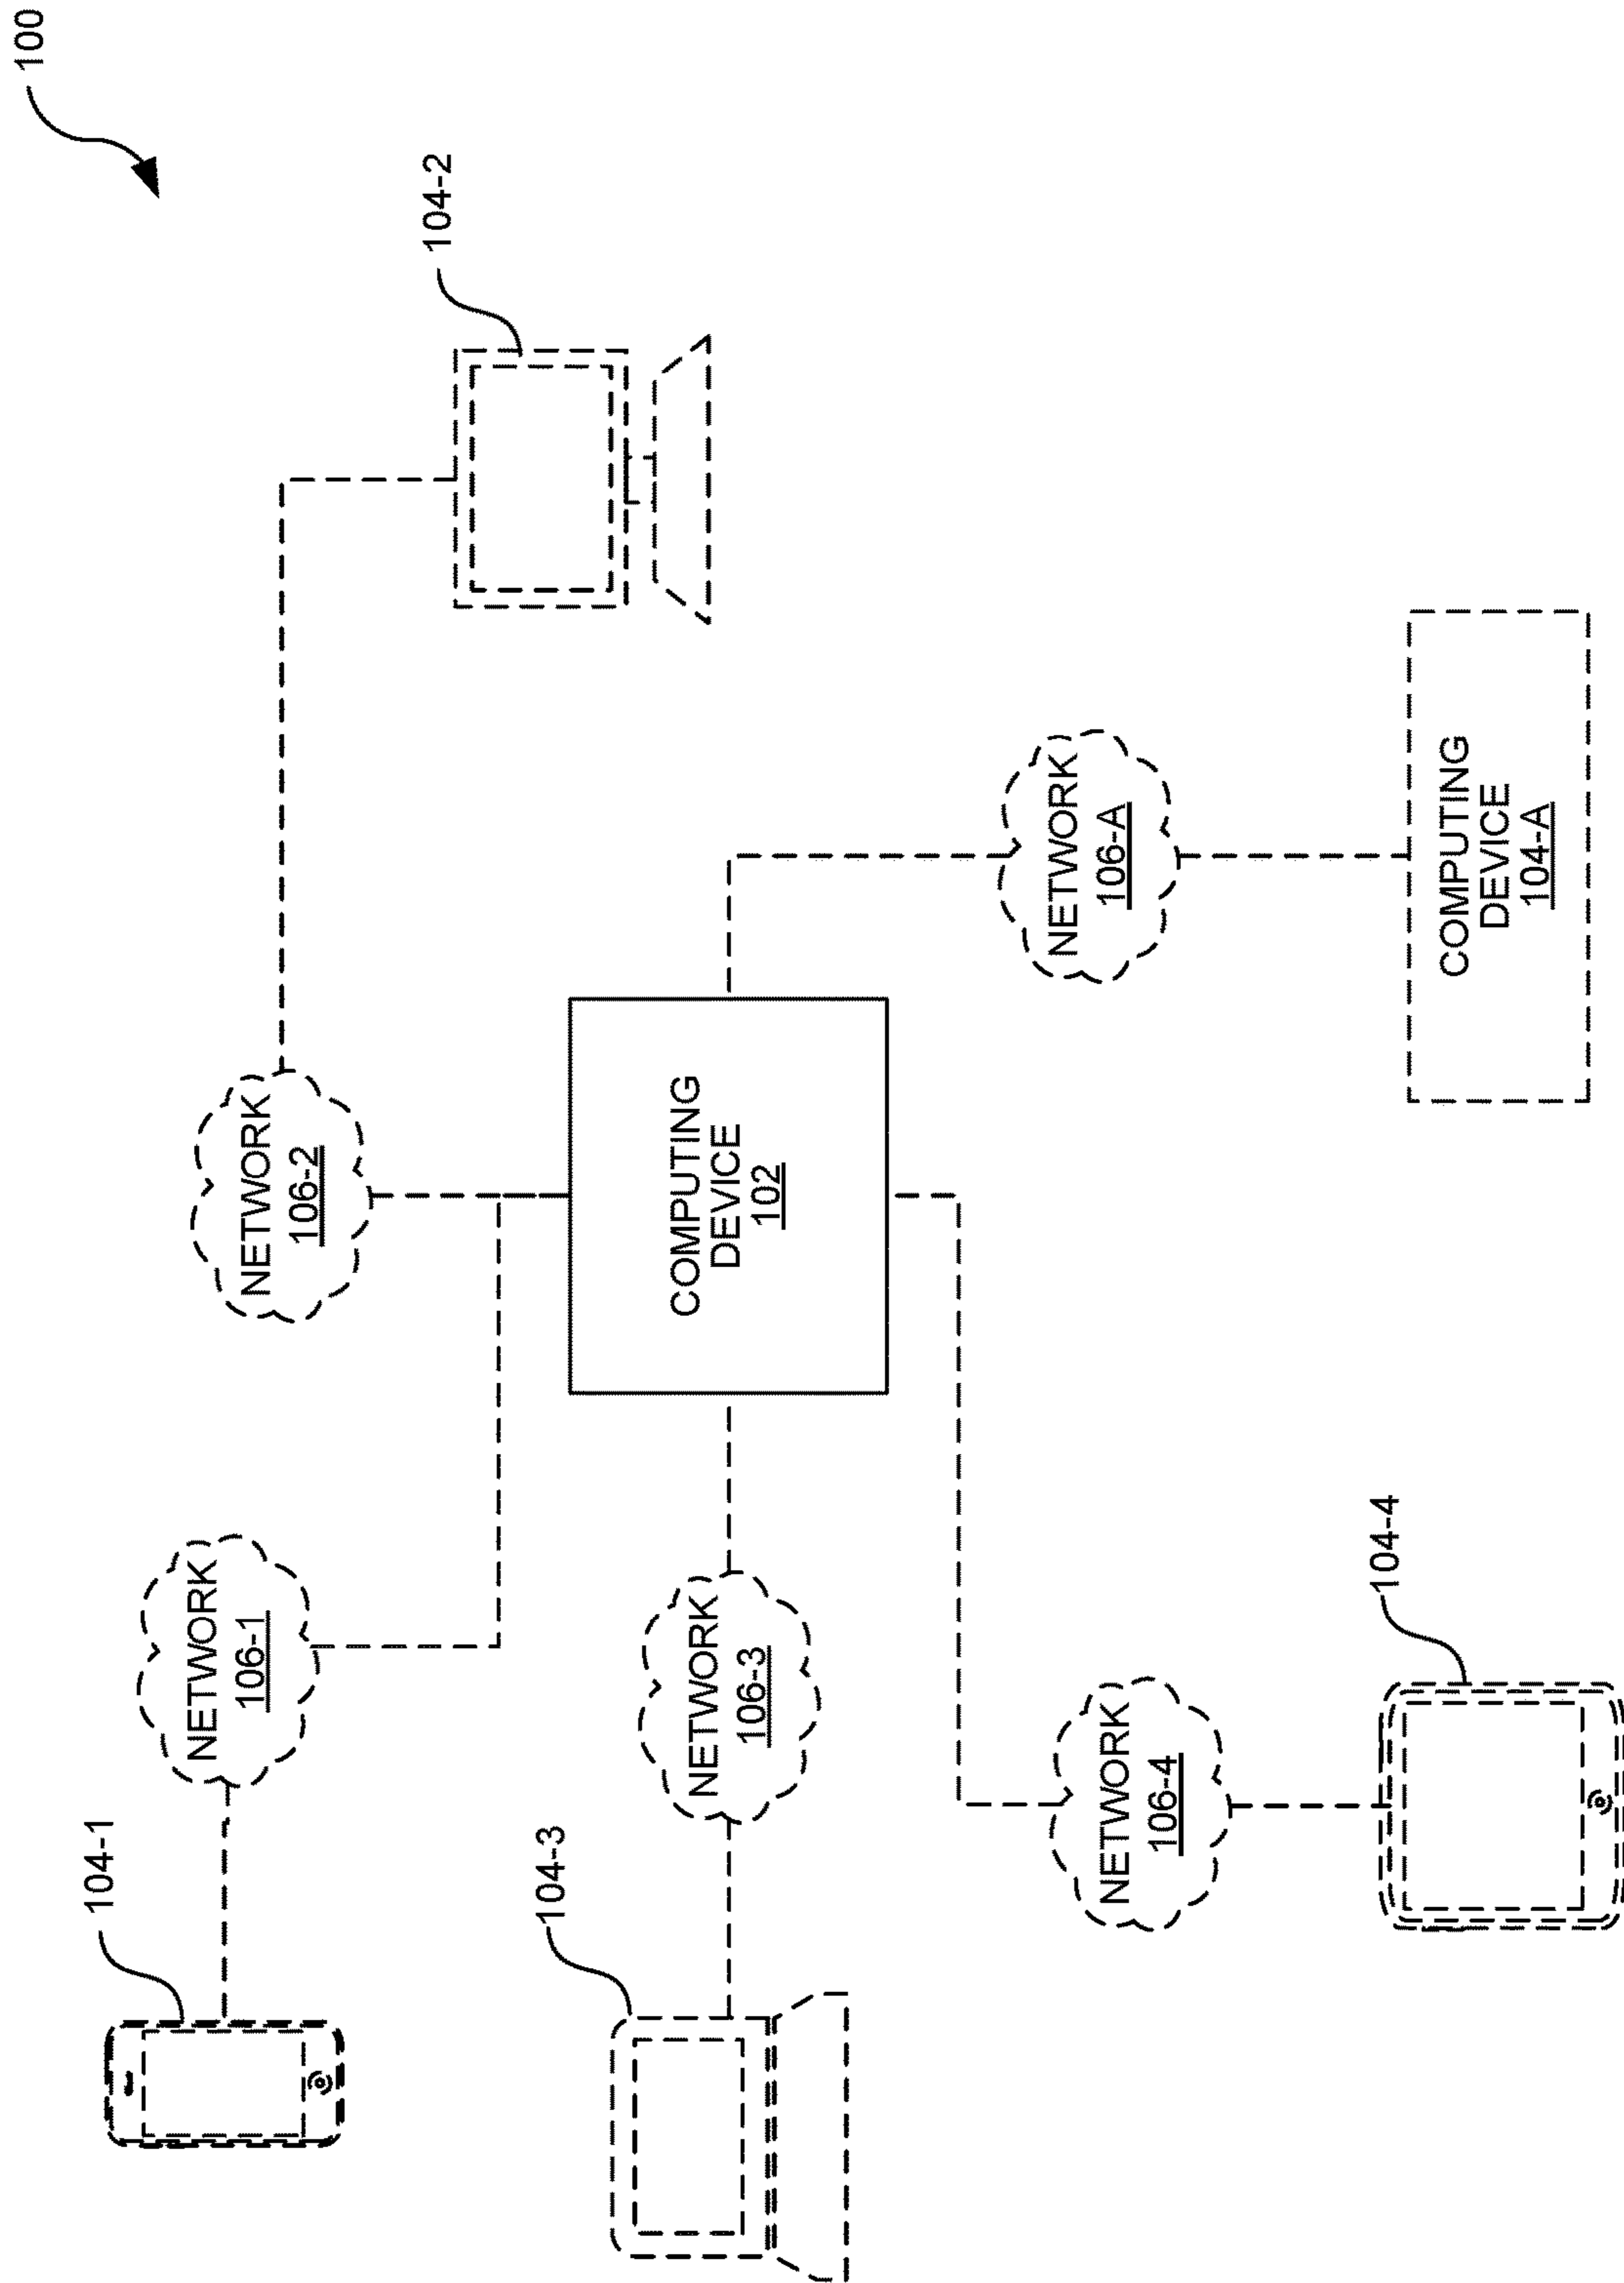 100
104-1
NETWORK
106-1
NETWORK
106-2
104-2
104-3
NETWORK
106-3
COMPUTING
DEVICE
102
NETWORK
106-4
NETWORK
106-A
104-4
COMPUTING
DEVICE
104-A